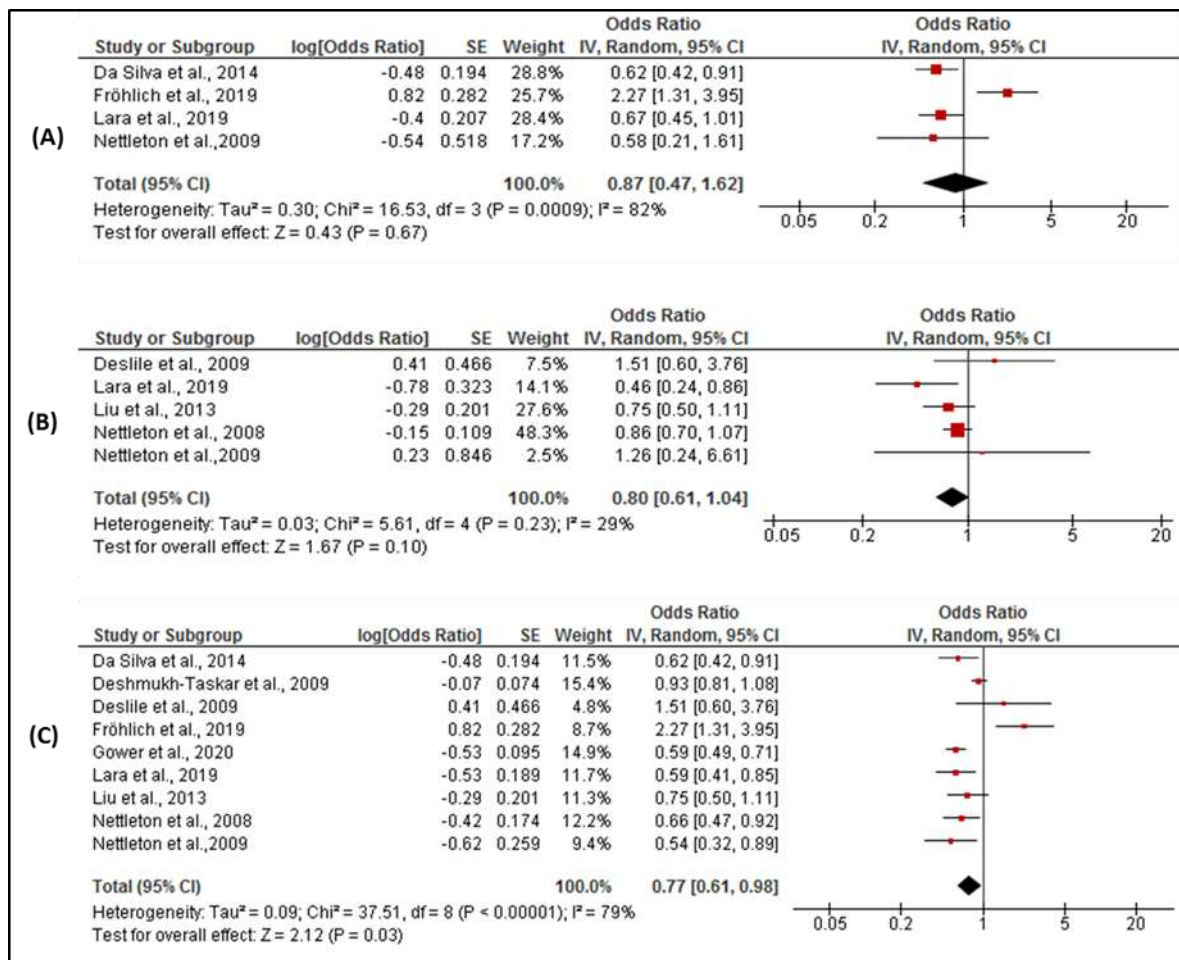 (A)
Odds Ratio Odds Ratio
Study or Subgroup log[Odds Ratio] SE Weight IV, Random, 95% CI IV, Random, 95% CI
Da Silva et al., 2014 -0.48 0.194 28.8% 0.62 [0.42, 0.91]
Fröhlich et al., 2019 0.82 0.282 25.7% 2.27 [1.31, 3.95]
Lara et al., 2019 -0.4 0.207 28.4% 0.67 [0.45, 1.01]
Nettleton et al.,2009 -0.54 0.518 17.2% 0.58 [0.21, 1.61]
Total (95% CI) 100.0% 0.87 [0.47, 1.62]
Heterogeneity: Tau² = 0.30; Chi² = 16.53, df = 3 (P = 0.0009); I² = 82%
Test for overall effect: Z = 0.43 (P = 0.67)
0.05 0.2 1 5 20
(B)
Odds Ratio Odds Ratio
Study or Subgroup log[Odds Ratio] SE Weight IV, Random, 95% CI IV, Random, 95% CI
Deslile et al., 2009 0.41 0.466 7.5% 1.51 [0.60, 3.76]
Lara et al., 2019 -0.78 0.323 14.1% 0.46 [0.24, 0.86]
Liu et al., 2013 -0.29 0.201 27.6% 0.75 [0.50, 1.11]
Nettleton et al., 2008 -0.15 0.109 48.3% 0.86 [0.70, 1.07]
Nettleton et al.,2009 0.23 0.846 2.5% 1.26 [0.24, 6.61]
Total (95% CI) 100.0% 0.80 [0.61, 1.04]
Heterogeneity: Tau² = 0.03; Chi² = 5.61, df = 4 (P = 0.23); I² = 29%
Test for overall effect: Z = 1.67 (P = 0.10)
0.05 0.2 1 5 20
(C)
Odds Ratio Odds Ratio
Study or Subgroup log[Odds Ratio] SE Weight IV, Random, 95% CI IV, Random, 95% CI
Da Silva et al., 2014 -0.48 0.194 11.5% 0.62 [0.42, 0.91]
Deshmukh-Taskar et al., 2009 -0.07 0.074 15.4% 0.93 [0.81, 1.08]
Deslile et al., 2009 0.41 0.466 4.8% 1.51 [0.60, 3.76]
Fröhlich et al., 2019 0.82 0.282 8.7% 2.27 [1.31, 3.95]
Gower et al., 2020 -0.53 0.095 14.9% 0.59 [0.49, 0.71]
Lara et al., 2019 -0.53 0.189 11.7% 0.59 [0.41, 0.85]
Liu et al., 2013 -0.29 0.201 11.3% 0.75 [0.50, 1.11]
Nettleton et al., 2008 -0.42 0.174 12.2% 0.66 [0.47, 0.92]
Nettleton et al.,2009 -0.62 0.259 9.4% 0.54 [0.32, 0.89]
Total (95% CI) 100.0% 0.77 [0.61, 0.98]
Heterogeneity: Tau² = 0.09; Chi² = 37.51, df = 8 (P < 0.00001); I² = 79%
Test for overall effect: Z = 2.12 (P = 0.03)
0.05 0.2 1 5 20